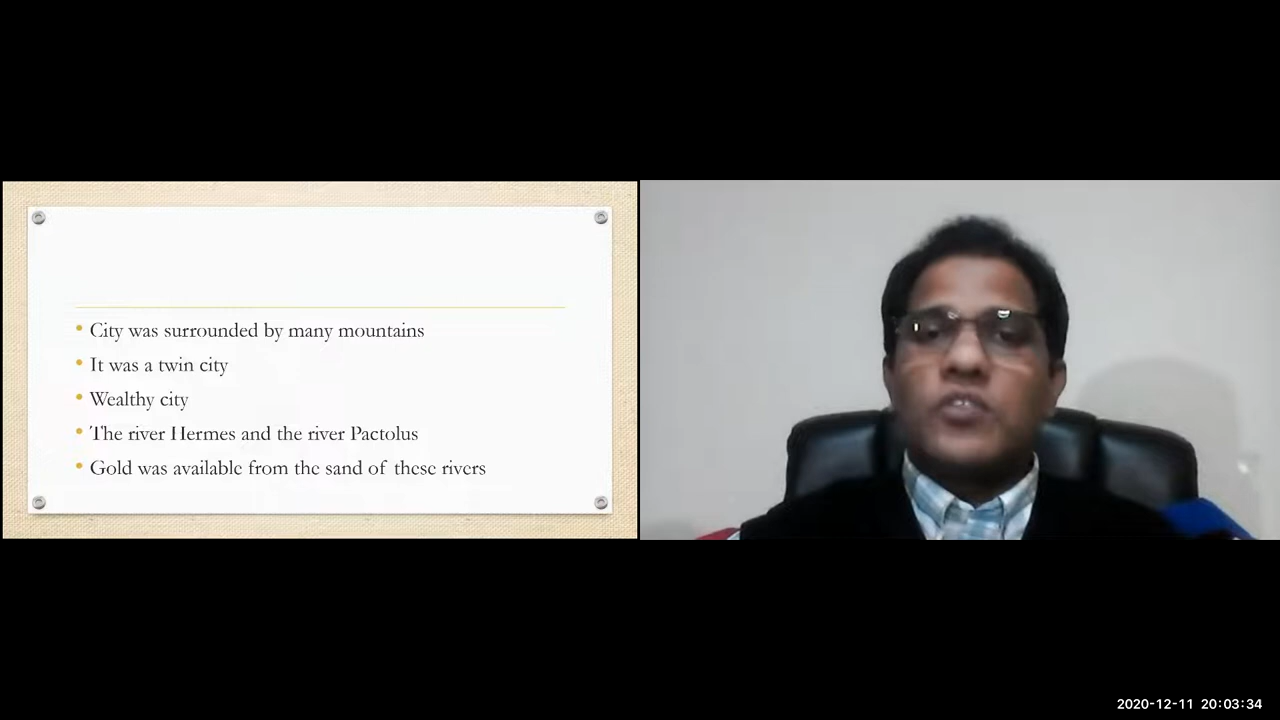 City was surrounded by many mountains
It was a twin city
Wealthy city
The river Hermes and the river Pactolus
Gold was available from the sand of these rivers
2020-12-11 20:03:34